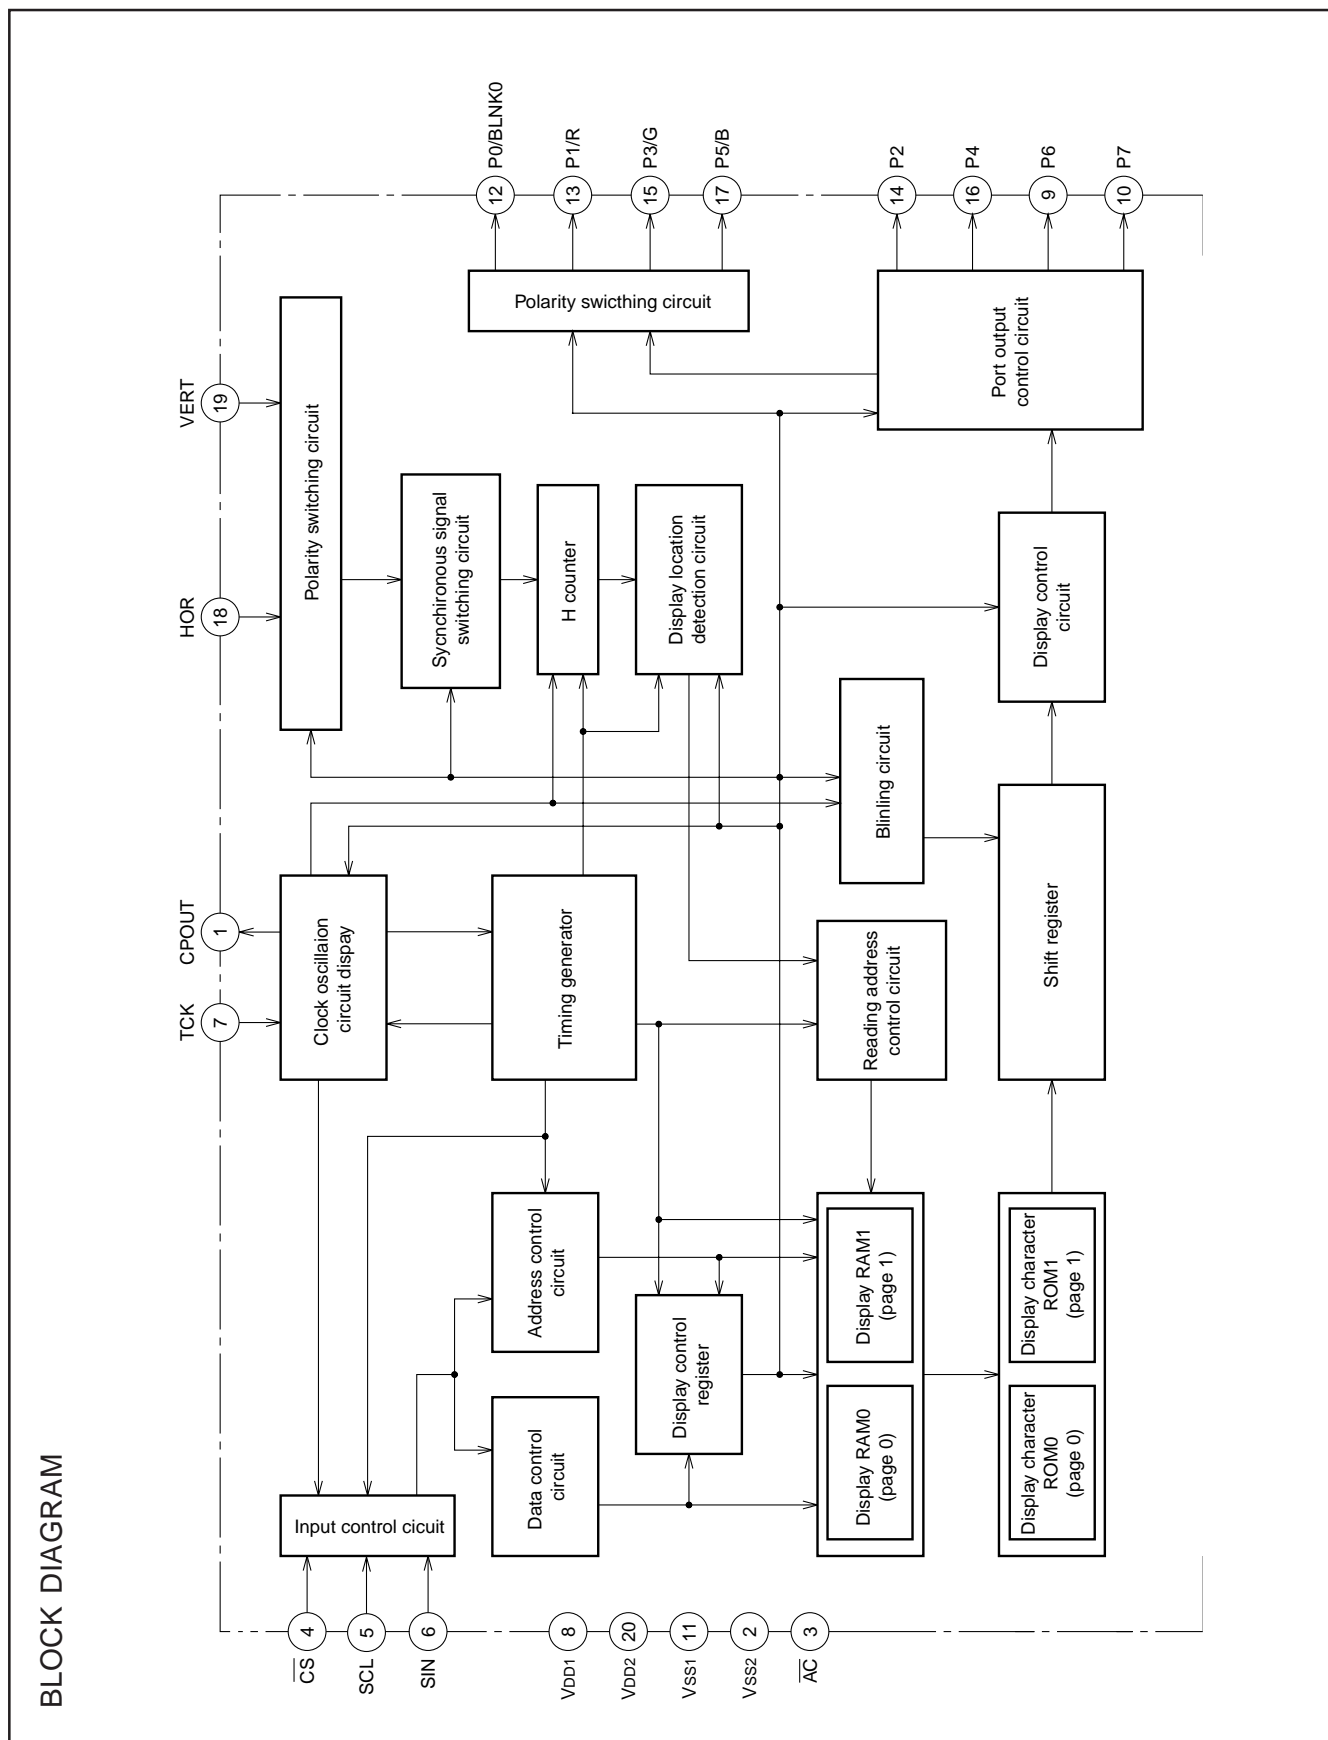 BLOCK DIAGRAM
TCK
7
CPOUT
1
HOR
18
VERT
19
CS
4
SCL
5
SIN
6
VDD1
8
VDD2
20
VSS1
11
VSS2
2
AC
3
Input control cicuit
Clock oscillaion
circuit dispay
Polarity switching circuit
Data control
circuit
Address control
circuit
Timing generator
Sycnchironous signal
switching circuit
H counter
Display location
detection circuit
Display control
register
Polarity swicthing circuit
Display RAM0
(page 0)
Display RAM1
(page 1)
Reading address
control circuit
Blinling circuit
Display character
ROM0
(page 0)
Display character
ROM1
(page 1)
Shift register
Display control
circuit
Port output
control circuit
12
P0/BLNK0
13
P1/R
15
P3/G
17
P5/B
14
P2
16
P4
9
P6
10
P7